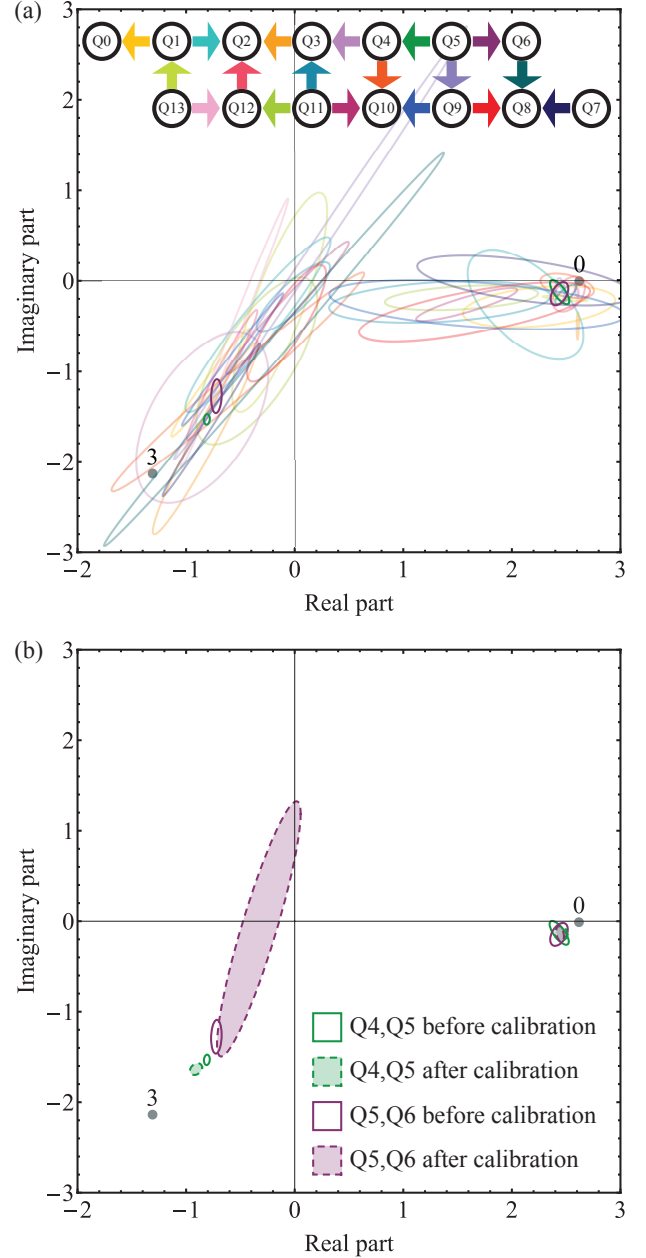 (a)
3
Q0 Q1 Q2 Q3 Q4 Q5 Q6
2
Q13 Q12 Q11 Q10 Q9 Q8 Q7
1
0
0
−1
3
−2
−3
−2 −1 0 1 2 3
Imaginary part
Real part
(b)
3
2
1
0
0
−1
Q4,Q5 before calibration
Q4,Q5 after calibration
3
−2
Q5,Q6 before calibration
Q5,Q6 after calibration
−3
−2 −1 0 1 2 3
Imaginary part
Real part